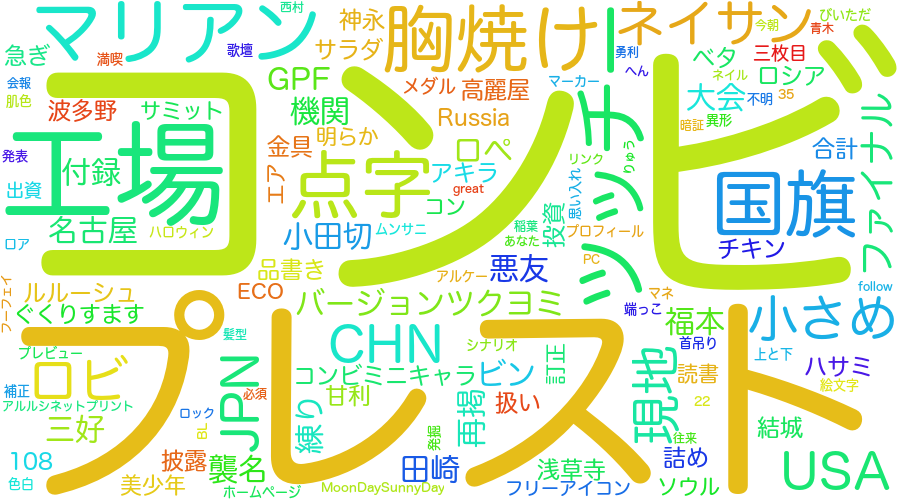 マリアン
西村
神永
胸焼け
ネイサン
今朝
びいただ
青木
急ぎ
満喫
歌壇
サラダ
勇利
ベタ
三枚目
会報
GPF
メダル
高麗屋
へん
マーカー
ネイル
ロシア
肌色
波多野
サミット
機関
Russia
チー
大会
不明
35
コンビ
工場
明らか
口ペ
暗証
異形
発表
付録
金具
点字
アキラ
リンク
りゅう
ツッツ
国旗
合計
ファイナル
出資
エア
great
コン
思い入れ
名古屋
ハロウィン
小田切
ムンサニ
稲葉
あなた
投資
プロフィール
チキン
ロア
品書き
アルケー
悪友
PC
フーフェイ
ルルーシュ
ECO
バージョンツクヨミ
マネ
端っこ
follow
ぐくりすます
髪型
CHN
シナリオ
福本
小さめ
首吊り
上と下
プレビュー
プレスト
ロビ
JPN
コンビミニキャラ
ビン
訂正
現地
読書
ハサミ
絵文字
補正
必須
アルルシネットプリント
ロック
甘利
扱い
再掲
22
三好
BL
練り
発掘
往来
結城
108
披露
襲名
田崎
浅草寺
詰め
USA
色白
美少年
ホームページ
MoonDaySunnyDay
フリーアイコン
ソウル